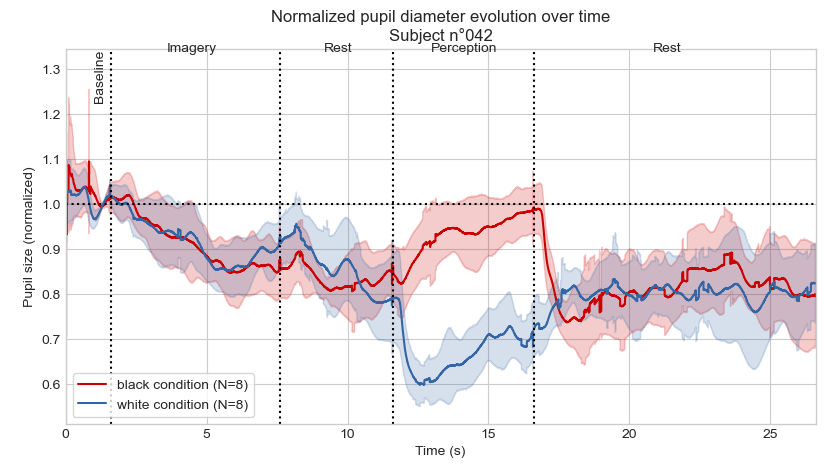 Normalized pupil diameter evolution over time
Subject n°042
Imagery
Rest
Perception
Rest
Baseline
Pupil size (normalized)
1.3
1.2
1.1
1.0
0.9
0.8
0.7
0.6
black condition (N=8)
white condition (N=8)
0
5
10
15
20
25
Time (s)